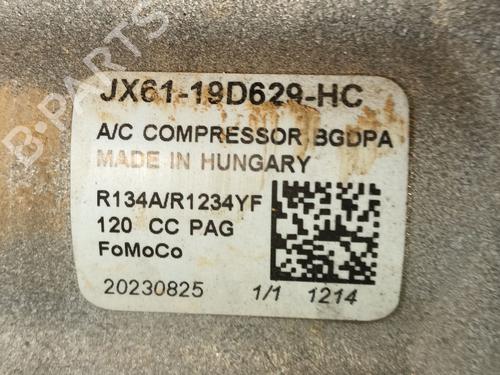 B-PARTS
JX61-19D629-HC
A/C COMPRESSOR BGDPA
MADE IN HUNGARY
R134A/R1234YF
120 CC PAG
FoMoCo
20230825 1/1 1214